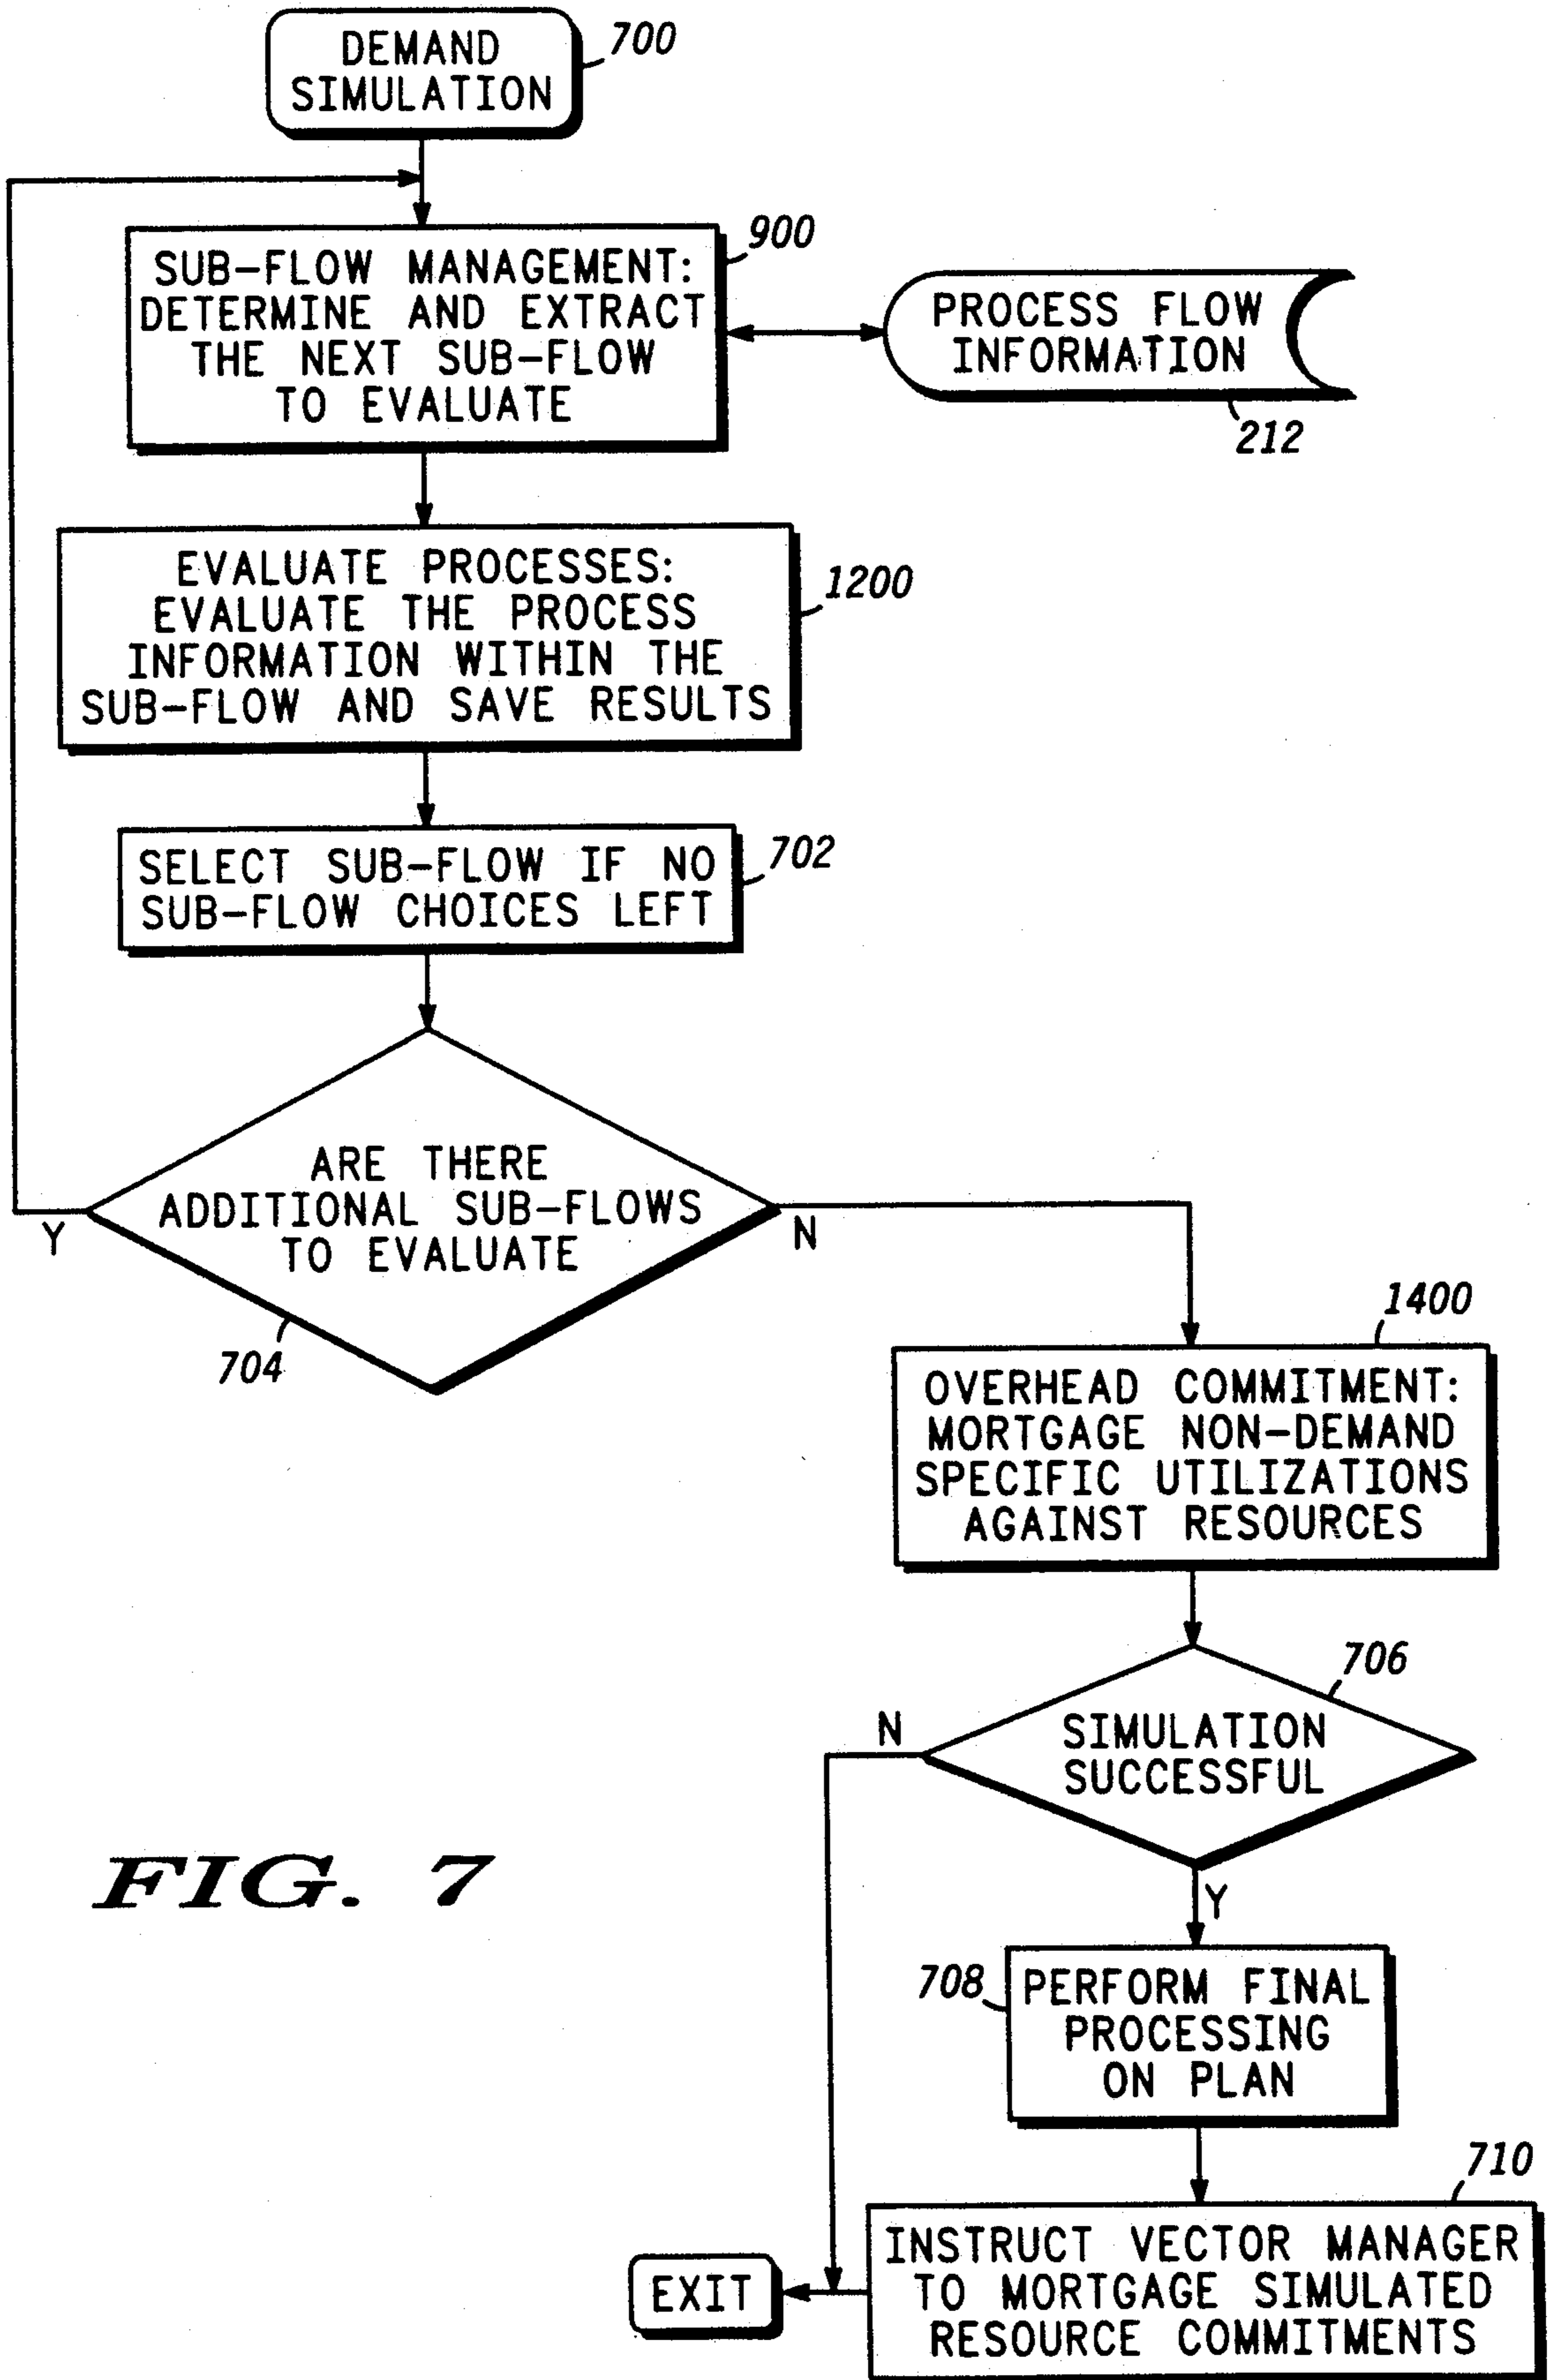 DEMAND
SIMULATION
700
SUB-FLOW MANAGEMENT:
DETERMINE AND EXTRACT
THE NEXT SUB-FLOW
TO EVALUATE
900
PROCESS FLOW
INFORMATION
212
EVALUATE PROCESSES:
EVALUATE THE PROCESS
INFORMATION WITHIN THE
SUB-FLOW AND SAVE RESULTS
1200
SELECT SUB-FLOW IF NO
SUB-FLOW CHOICES LEFT
702
ARE THERE
ADDITIONAL SUB-FLOWS
TO EVALUATE
Y
N
704
1400
OVERHEAD COMMITMENT:
MORTGAGE NON-DEMAND
SPECIFIC UTILIZATIONS
AGAINST RESOURCES
706
SIMULATION
SUCCESSFUL
N
Y
FIG. 7
708
PERFORM FINAL
PROCESSING
ON PLAN
710
INSTRUCT VECTOR MANAGER
TO MORTGAGE SIMULATED
RESOURCE COMMITMENTS
EXIT